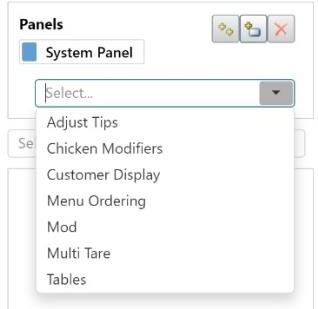 Panels
System Panel
Select...
Adjust Tips
Chicken Modifiers
Customer Display
Menu Ordering
Mod
Multi Tare
Tables